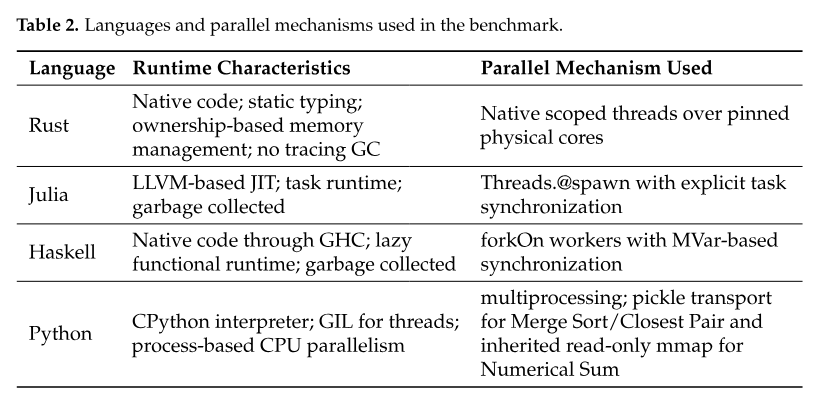 Table 2. Languages and parallel mechanisms used in the benchmark.
Language Runtime Characteristics Parallel Mechanism Used
Rust
Native code; static typing;
ownership-based memory
management; no tracing GC
Native scoped threads over pinned
physical cores
Julia
LLVM-based JIT; task runtime;
garbage collected
Threads.@spawn with explicit task
synchronization
Haskell
Native code through GHC; lazy
functional runtime; garbage collected
forkOn workers with MVar-based
synchronization
Python
CPython interpreter; GIL for threads;
process-based CPU parallelism
multiprocessing; pickle transport
for Merge Sort/Closest Pair and
inherited read-only mmap for
Numerical Sum